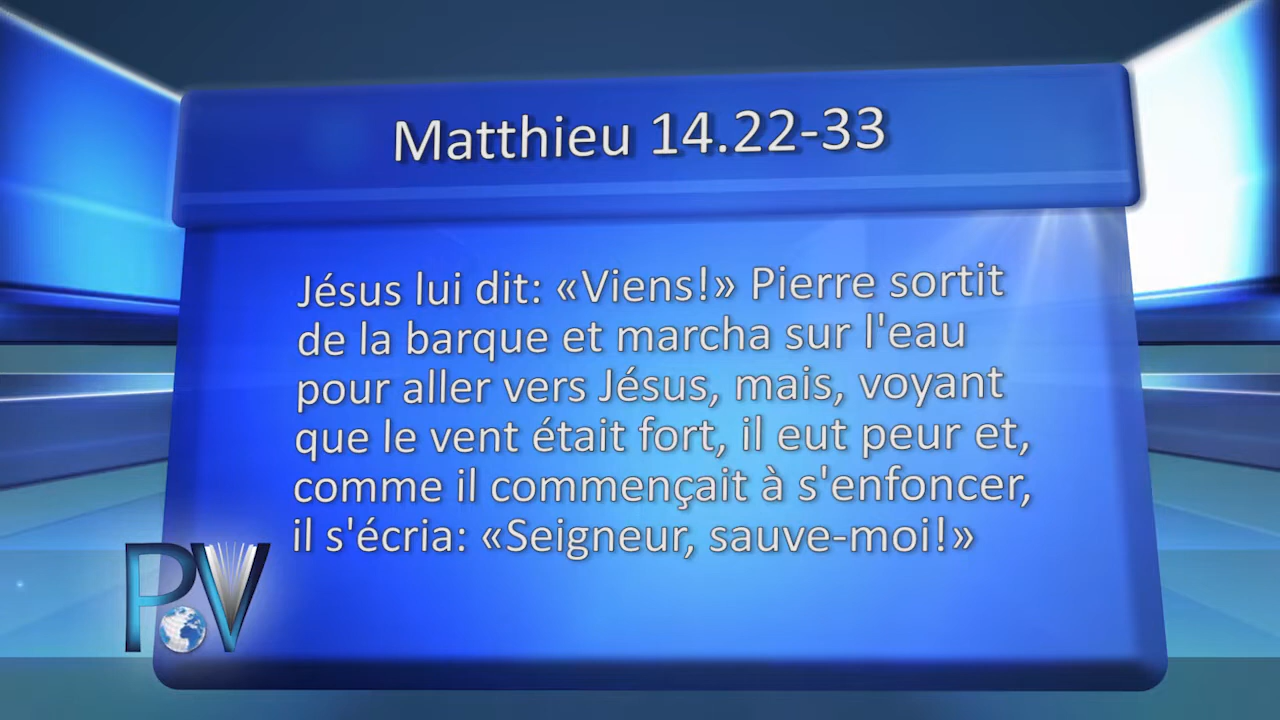 Matthieu 14.22-33
Jésus lui dit: «Viens!» Pierre sortit
de la barque et marcha sur l'eau
pour aller vers Jésus, mais, voyant
que le vent était fort, il eut peur et,
comme il commençait à s'enfoncer,
il s'écria: «Seigneur, sauve-moi!»
PV